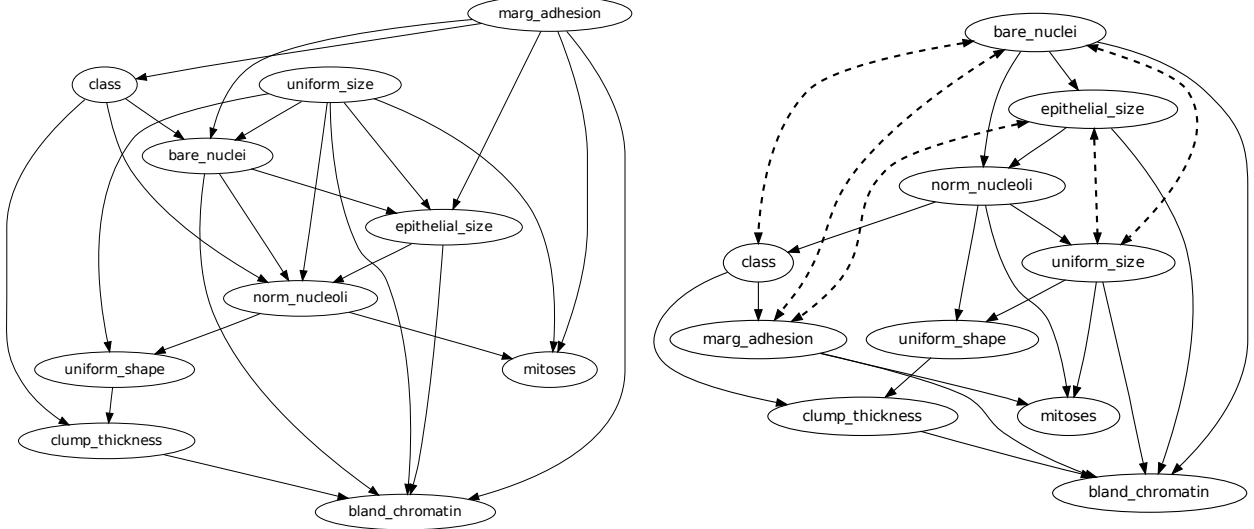 marg_adhesion
class
uniform_size
bare_nuclei
epithelial_size
norm_nucleoli
uniform_shape
mitoses
clump_thickness
bland_chromatin
bare_nuclei
epithelial_size
norm_nucleoli
class
uniform_size
marg_adhesion
uniform_shape
clump_thickness
mitoses
bland_chromatin